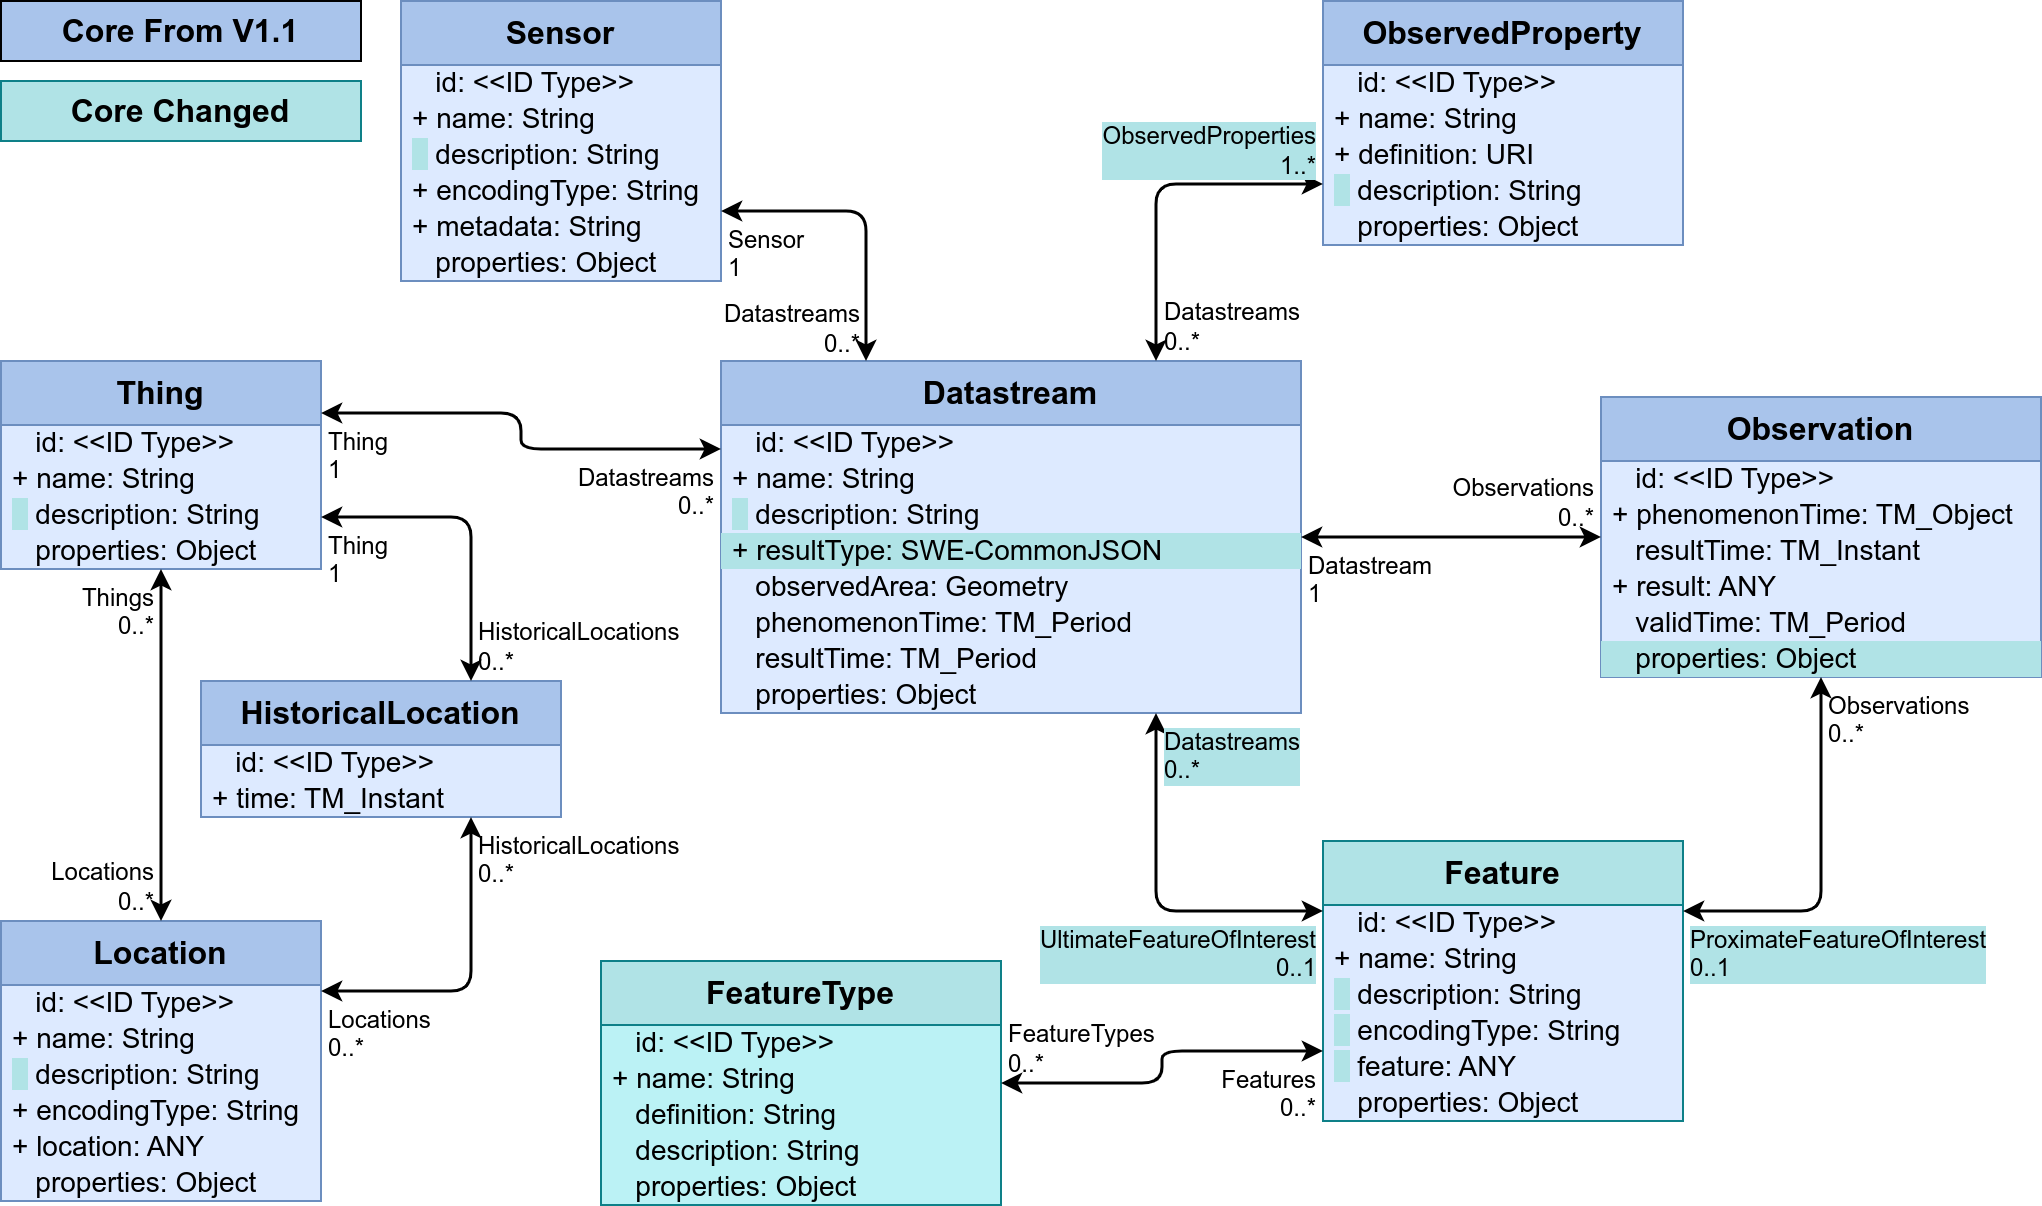 Core From V1.1
Core Changed
Sensor
id: <<ID Type>>
+ name: String
description: String
+ encodingType: String
+ metadata: String
properties: Object
ObservedProperty
id: <<ID Type>>
+ name: String
+ definition: URI
description: String
properties: Object
ObservedProperties
1..*
Sensor
1
Datastreams
0..*
Datastreams
0..*
Thing
id: <<ID Type>>
+ name: String
description: String
properties: Object
Thing
1
Datastreams
0..*
Thing
1
Datastream
id: <<ID Type>>
+ name: String
description: String
+ resultType: SWE-CommonJSON
observedArea: Geometry
phenomenonTime: TM_Period
resultTime: TM_Period
properties: Object
Observations
0..*
Datastream
1
Observation
id: <<ID Type>>
+ phenomenonTime: TM_Object
resultTime: TM_Instant
+ result: ANY
validTime: TM_Period
properties: Object
Things
0..*
HistoricalLocations
0..*
HistoricalLocation
id: <<ID Type>>
+ time: TM_Instant
HistoricalLocations
0..*
Locations
0..*
Datastreams
0..*
Observations
0..*
Location
id: <<ID Type>>
+ name: String
description: String
+ encodingType: String
+ location: ANY
properties: Object
Locations
0..*
Feature
id: <<ID Type>>
+ name: String
description: String
encodingType: String
feature: ANY
properties: Object
UltimateFeatureOfInterest
0..1
ProximateFeatureOfInterest
0..1
FeatureType
id: <<ID Type>>
+ name: String
definition: String
description: String
properties: Object
FeatureTypes
0..*
Features
0..*